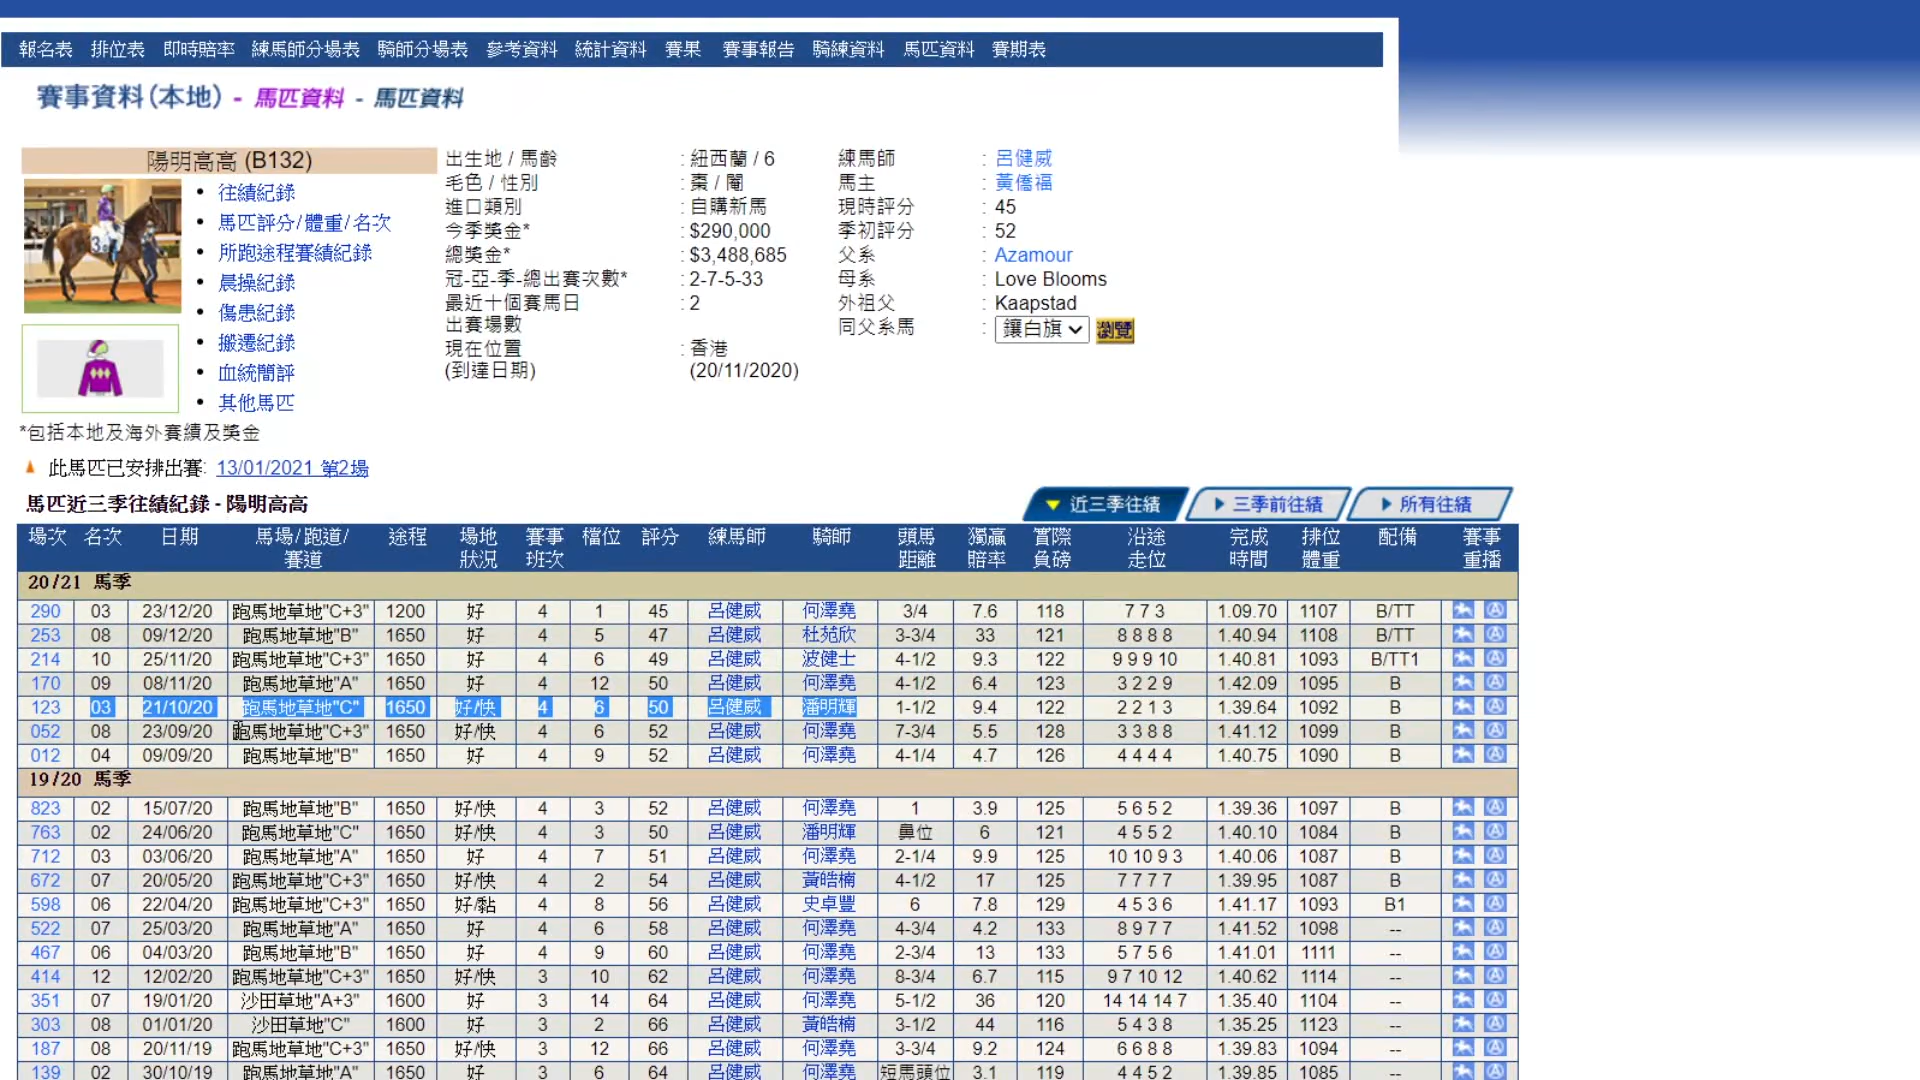 報名表 排位表 即時賠率 練馬師分場表 騎師分場表 參考資料 統計資料 賽果 賽事報告 騎練資料 馬匹資料 賽期表
賽事資料(本地) - 馬匹資料 - 馬匹資料
陽明高高 (B132)
往績紀錄
馬匹評分/體重/名次
所跑途程賽績紀錄
晨操紀錄
傷患紀錄
搬遷紀錄
血統簡評
其他馬匹
出生地 / 馬齡 : 紐西蘭 / 6
毛色 / 性別 : 棗 / 閹
進口類別 : 自購新馬
今季獎金* : $290,000
總獎金* : $3,488,685
冠-亞-季-總出賽次數* : 2-7-5-33
最近十個賽馬日 : 2
出賽場數
現在位置 : 香港
(到達日期) (20/11/2020)
練馬師 : 呂健威
馬主 : 黃僑福
現時評分 : 45
季初評分 : 52
父系 : Azamour
母系 : Love Blooms
外祖父 : Kaapstad
同父系馬 : 鑲白旗 瀏覽
*包括本地及海外賽績及獎金
此馬匹已安排出賽: 13/01/2021 第2場
馬匹近三季往績紀錄 - 陽明高高
近三季往績 三季前往績 所有往績
場次 名次 日期 馬場/跑道/賽道 途程 場地狀況 賽事班次 檔位 評分 練馬師 騎師 頭馬距離 獨贏賠率 實際負磅 沿途走位 完成時間 排位體重 配備 賽事重播
20/21 馬季
290 03 23/12/20 跑馬地草地"C+3" 1200 好 4 1 45 呂健威 何澤堯 3/4 7.6 118 7 7 3 1.09.70 1107 B/TT
253 08 09/12/20 跑馬地草地"B" 1650 好 4 5 47 呂健威 杜苑欣 3-3/4 33 121 8 8 8 8 1.40.94 1108 B/TT
214 10 25/11/20 跑馬地草地"C+3" 1650 好 4 6 49 呂健威 波健士 4-1/2 9.3 122 9 9 9 10 1.40.81 1093 B/TT1
170 09 08/11/20 跑馬地草地"A" 1650 好 4 12 50 呂健威 何澤堯 4-1/2 6.4 123 3 2 2 9 1.42.09 1095 B
123 03 21/10/20 跑馬地草地"C" 1650 好/快 4 6 50 呂健威 潘明輝 1-1/2 9.4 122 2 2 1 3 1.39.64 1092 B
052 08 23/09/20 跑馬地草地"C+3" 1650 好/快 4 6 52 呂健威 何澤堯 7-3/4 5.5 128 3 3 8 8 1.41.12 1099 B
012 04 09/09/20 跑馬地草地"B" 1650 好 4 9 52 呂健威 何澤堯 4-1/4 4.7 126 4 4 4 4 1.40.75 1090 B
19/20 馬季
823 02 15/07/20 跑馬地草地"B" 1650 好/快 4 3 52 呂健威 何澤堯 1 3.9 125 5 6 5 2 1.39.36 1097 B
763 02 24/06/20 跑馬地草地"C" 1650 好/快 4 3 50 呂健威 潘明輝 鼻位 6 121 4 5 5 2 1.40.10 1084 B
712 03 03/06/20 跑馬地草地"A" 1650 好 4 7 51 呂健威 何澤堯 2-1/4 9.9 125 10 10 9 3 1.40.06 1087 B
672 07 20/05/20 跑馬地草地"C+3" 1650 好/快 4 2 54 呂健威 黃皓楠 4-1/2 17 125 7 7 7 7 1.39.95 1087 B
598 06 22/04/20 跑馬地草地"C+3" 1650 好/黏 4 8 56 呂健威 史卓豐 6 7.8 129 4 5 3 6 1.41.17 1093 B1
522 07 25/03/20 跑馬地草地"A" 1650 好 4 6 58 呂健威 何澤堯 4-3/4 4.2 133 8 9 7 7 1.41.52 1098 --
467 06 04/03/20 跑馬地草地"B" 1650 好 4 9 60 呂健威 何澤堯 2-3/4 13 133 5 7 5 6 1.41.01 1111 --
414 12 12/02/20 跑馬地草地"C+3" 1650 好/快 3 10 62 呂健威 何澤堯 8-3/4 6.7 115 9 7 10 12 1.40.62 1114 --
351 07 19/01/20 沙田草地"A+3" 1600 好 3 14 64 呂健威 何澤堯 5-1/2 36 120 14 14 14 7 1.35.40 1104 --
303 08 01/01/20 沙田草地"C" 1600 好 3 2 66 呂健威 黃皓楠 3-1/2 44 116 5 4 3 8 1.35.25 1123 --
187 08 20/11/19 跑馬地草地"C+3" 1650 好/快 3 12 66 呂健威 何澤堯 3-3/4 9.2 124 6 6 8 8 1.39.83 1094 --
139 02 30/10/19 跑馬地草地"A" 1650 好 3 6 64 呂健威 何澤堯 短馬頭位 3.1 119 4 4 5 2 1.39.85 1085 --